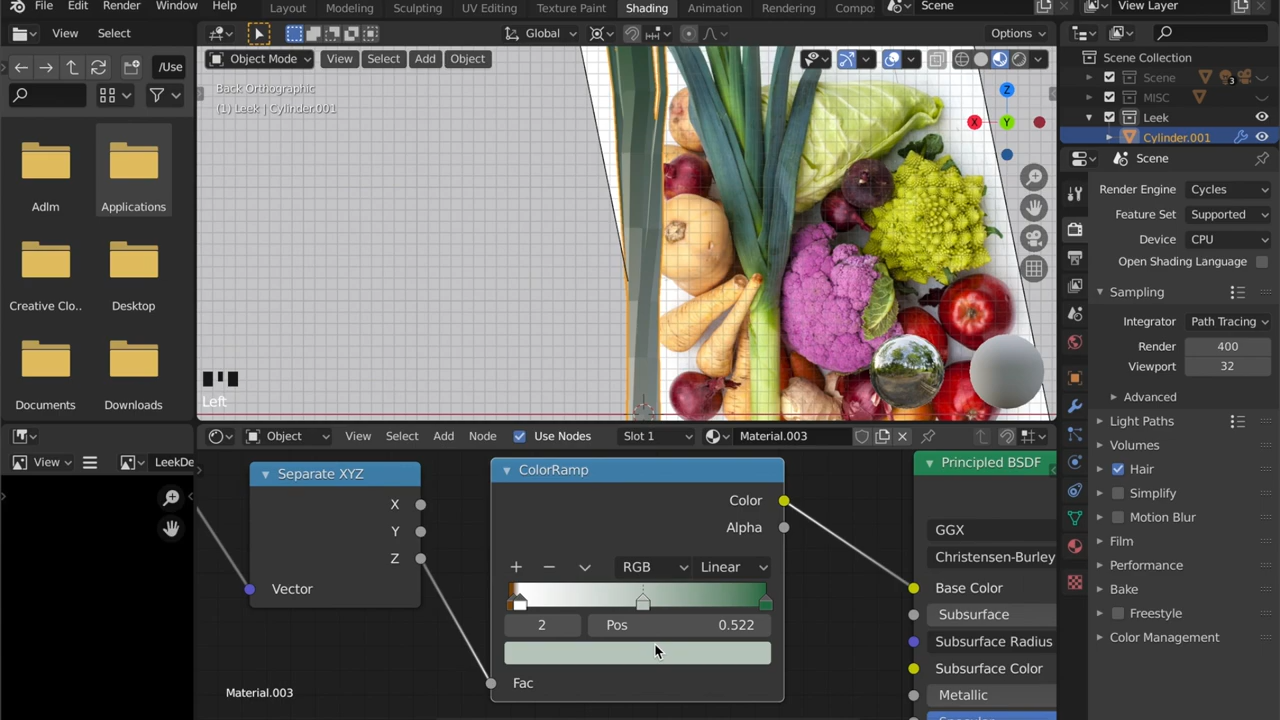 File Edit Render Window Help Layout Modeling Sculpting UV Editing Texture Paint Shading Animation Rendering Compo Scene View Layer
View Select Global Options
/Use
Object Mode View Select Add Object
Back Orthographic
(1) Leek | Cylinder.001
Z
X Y
Left
Adlm Applications
Creative Clo.. Desktop
Documents Downloads
Scene Collection
Scene 3
MISC
Leek
Cylinder.001
Scene
Render Engine Cycles
Feature Set Supported
Device CPU
Open Shading Language
Sampling
Integrator Path Tracing
Render 400
Viewport 32
Advanced
Light Paths
Volumes
Hair
Simplify
Motion Blur
Film
Performance
Bake
Freestyle
Color Management
View LeekDe
Object View Select Add Node Use Nodes Slot 1 Material.003
Separate XYZ
X
Y
Z
Vector
ColorRamp
Color
Alpha
RGB Linear
2 Pos 0.522
Fac
Principled BSDF
GGX
Christensen-Burley
Base Color
Subsurface
Subsurface Radius
Subsurface Color
Metallic
Material.003